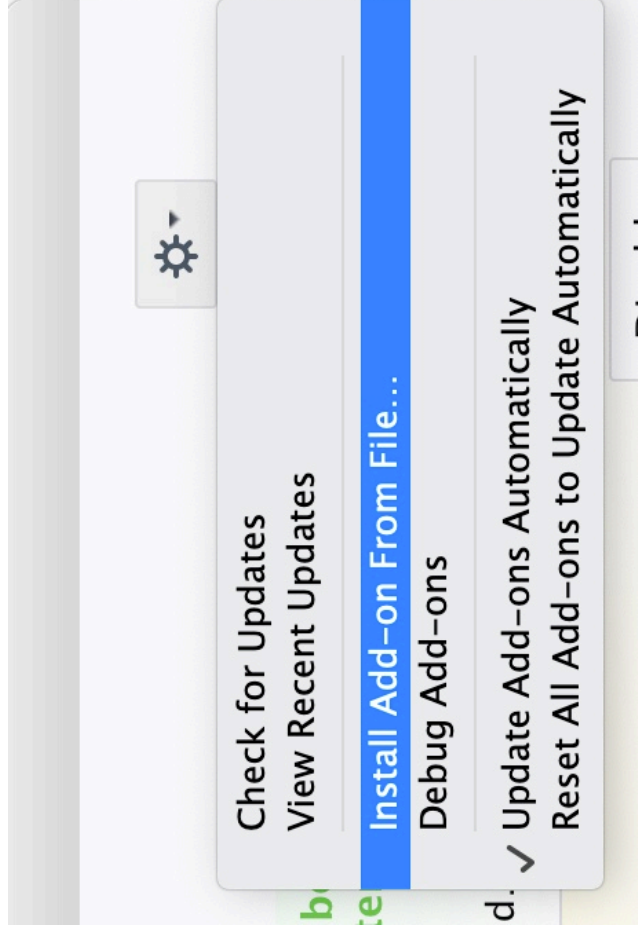 Check for Updates
View Recent Updates
Install Add-on From File...
Debug Add-ons
✓ Update Add-ons Automatically
Reset All Add-ons to Update Automatically
d.